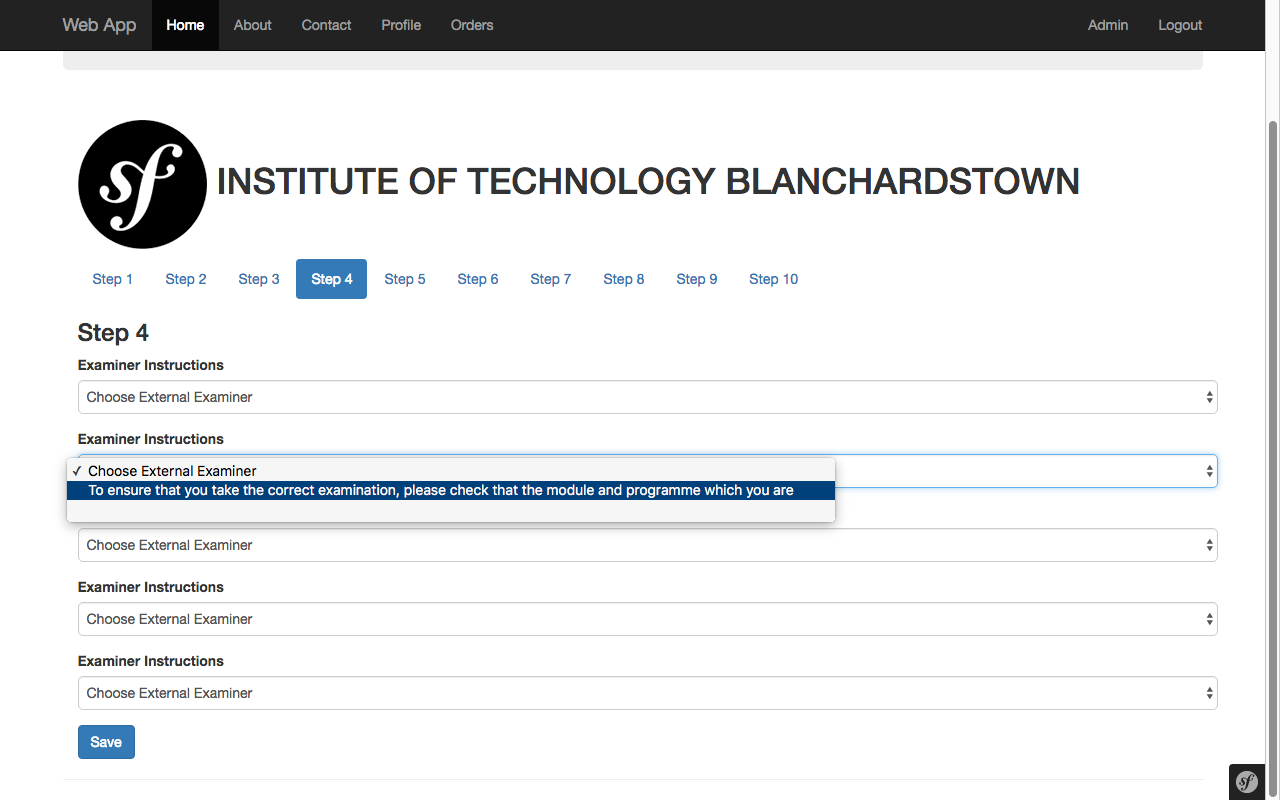 Web App Home About Contact Profile Orders Admin Logout
sf INSTITUTE OF TECHNOLOGY BLANCHARDSTOWN
Step 1 Step 2 Step 3 Step 4 Step 5 Step 6 Step 7 Step 8 Step 9 Step 10
Step 4
Examiner Instructions
Choose External Examiner
Examiner Instructions
✓ Choose External Examiner
To ensure that you take the correct examination, please check that the module and programme which you are
Choose External Examiner
Examiner Instructions
Choose External Examiner
Examiner Instructions
Choose External Examiner
Save
sf